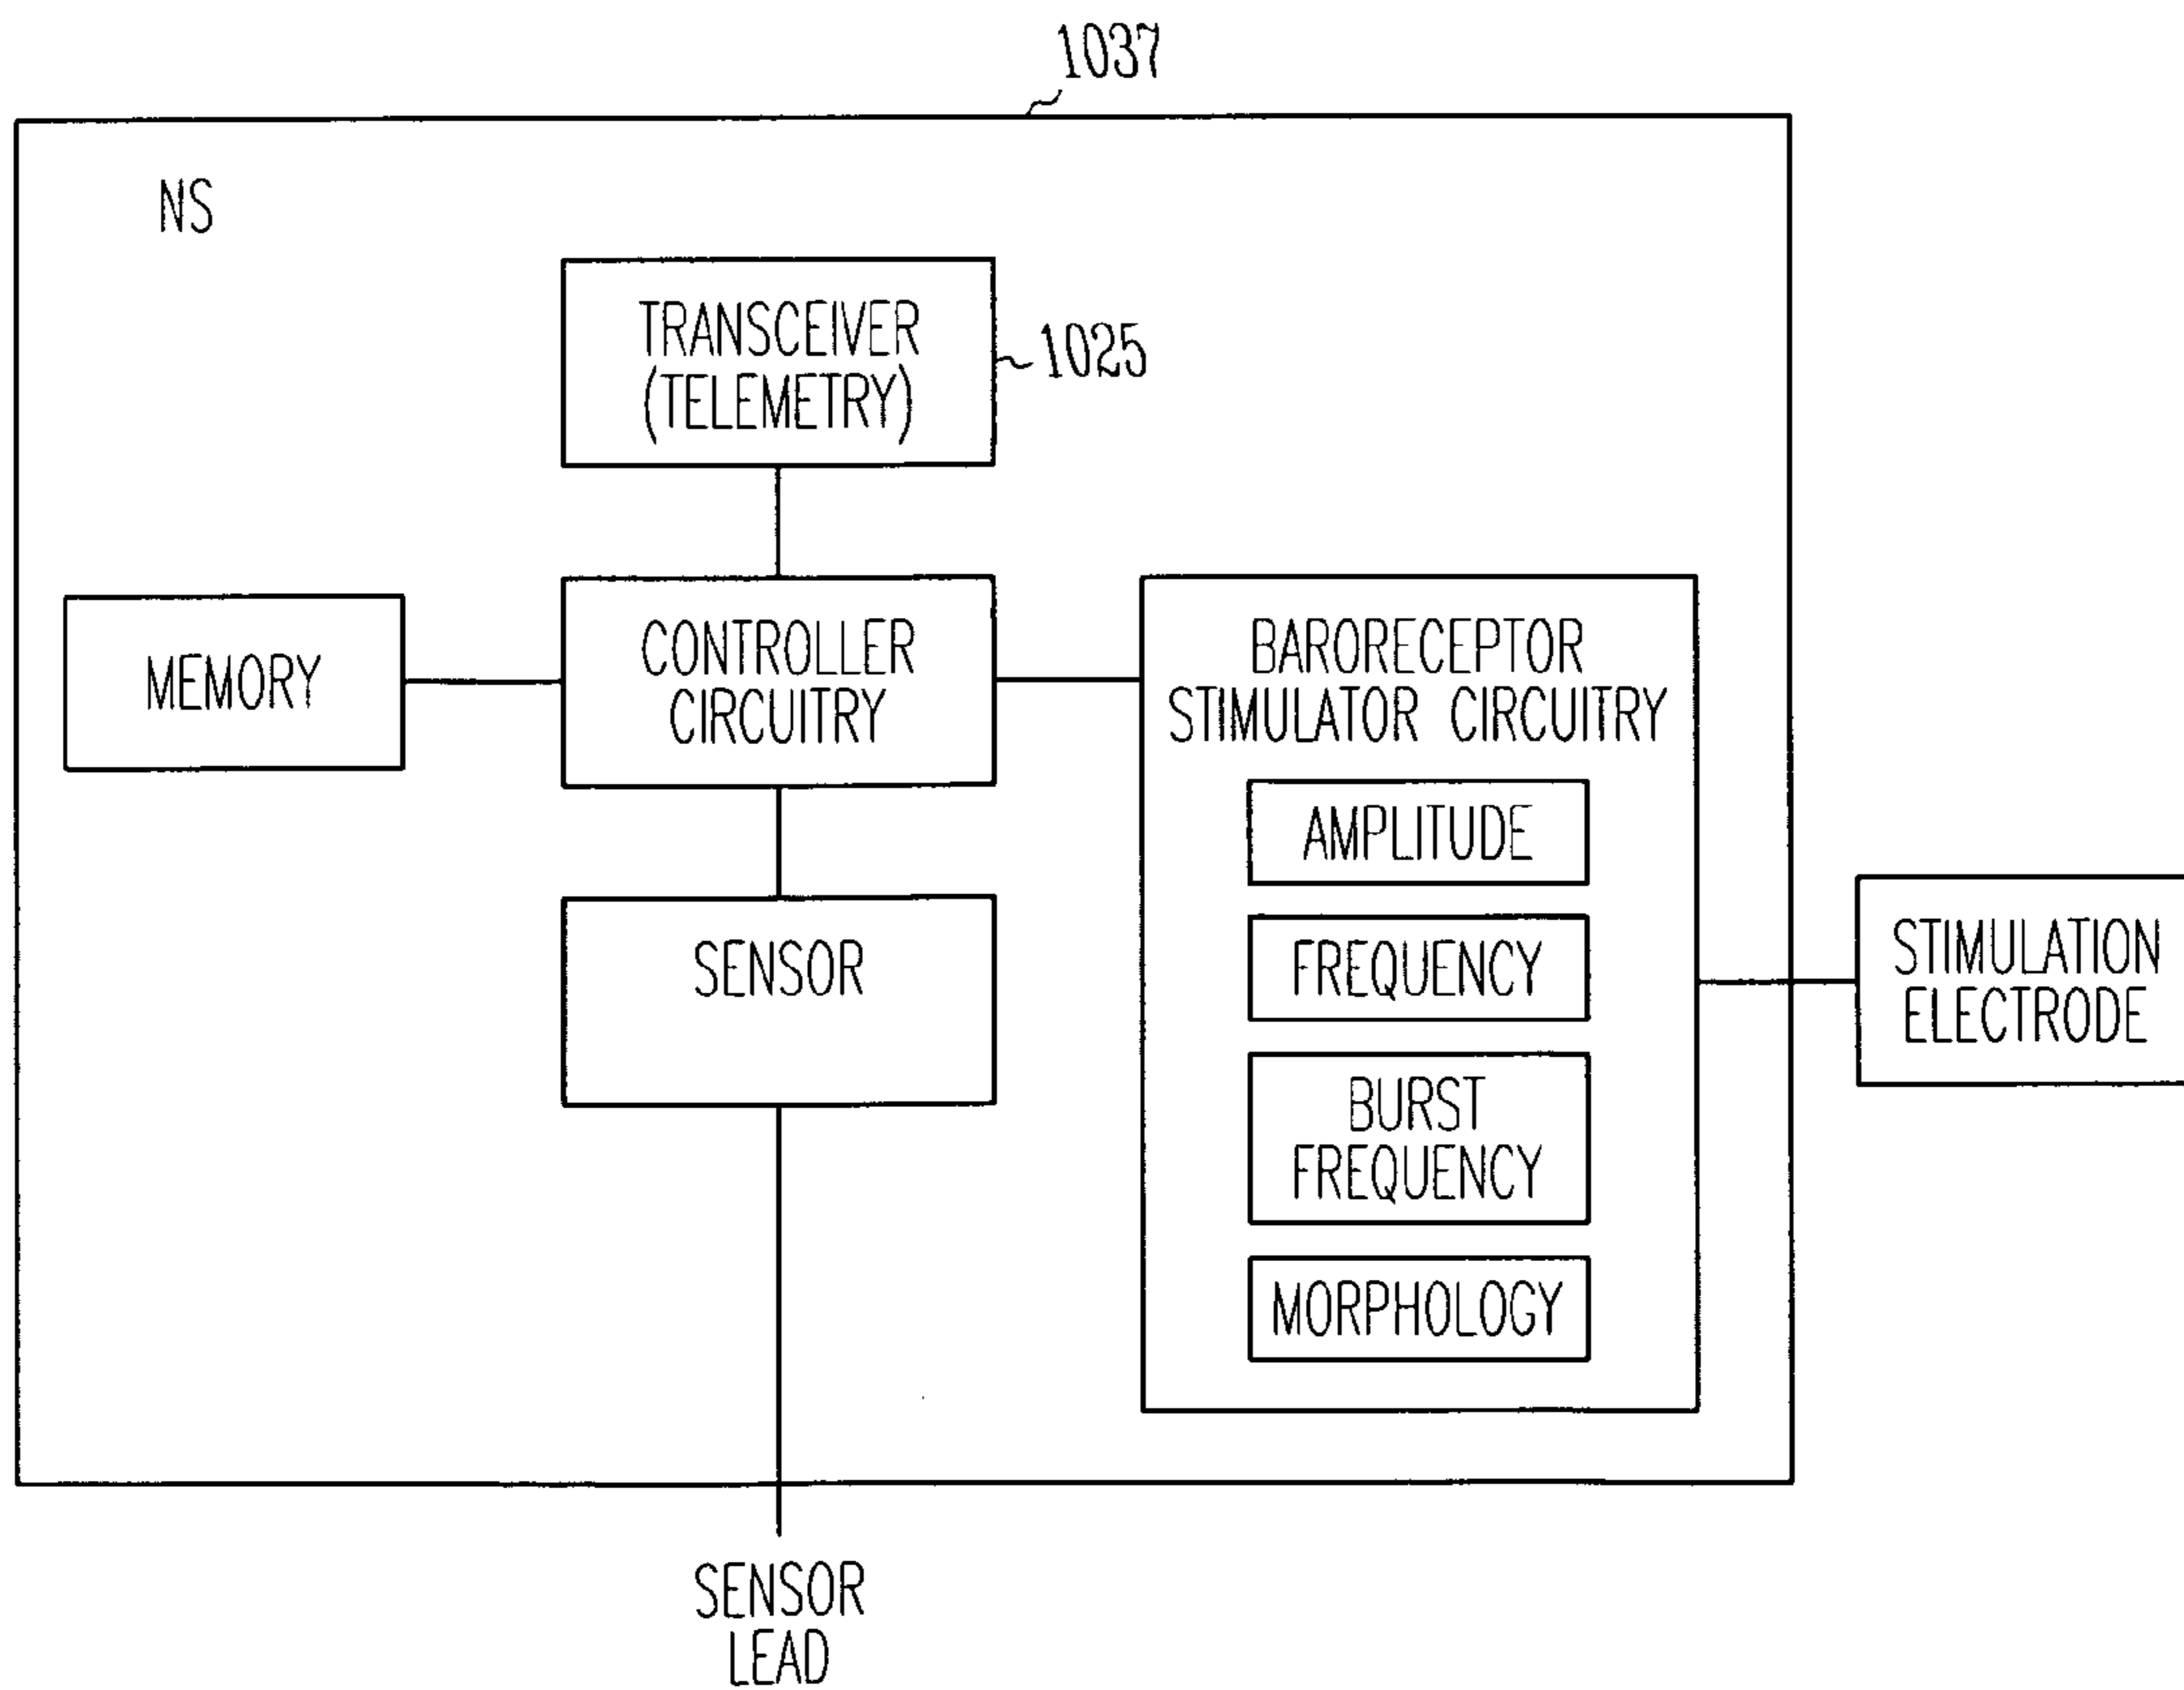 1037
NS
TRANSCEIVER
(TELEMETRY)
1025
MEMORY
CONTROLLER
CIRCUITRY
BARORECEPTOR
STIMULATOR CIRCUITRY
AMPLITUDE
FREQUENCY
BURST
FREQUENCY
MORPHOLOGY
SENSOR
STIMULATION
ELECTRODE
SENSOR
LEAD